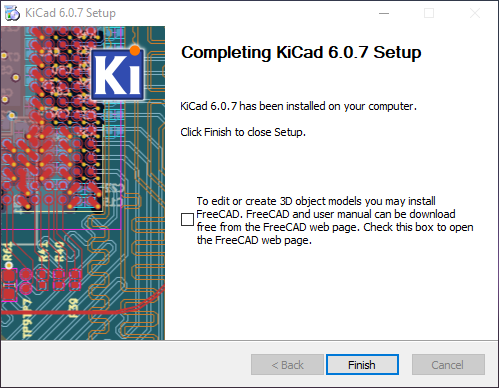 KiCad 6.0.7 Setup
Ki
Completing KiCad 6.0.7 Setup
KiCad 6.0.7 has been installed on your computer.
Click Finish to close Setup.
To edit or create 3D object models you may install
FreeCAD. FreeCAD and user manual can be download
free from the FreeCAD web page. Check this box to open
the FreeCAD web page.
< Back
Finish
Cancel